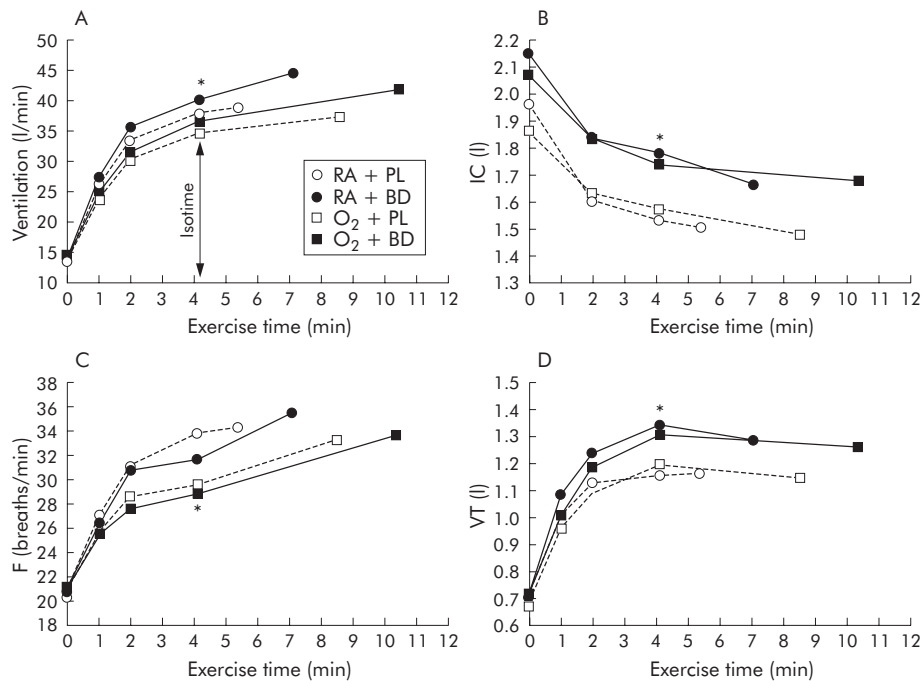 A
Ventilation (l/min)
50
45
40
35
30
25
20
15
10
*
Isotime
RA + PL
RA + BD
O₂ + PL
O₂ + BD
0 1 2 3 4 5 6 7 8 9 10 11 12
Exercise time (min)
B
IC (l)
2.2
2.1
2.0
1.9
1.8
1.7
1.6
1.5
1.4
1.3
*
0 1 2 3 4 5 6 7 8 9 10 11 12
Exercise time (min)
C
F (breaths/min)
38
36
34
32
30
28
26
24
22
20
18
*
0 1 2 3 4 5 6 7 8 9 10 11 12
Exercise time (min)
D
VT (l)
1.5
1.4
1.3
1.2
1.1
1.0
0.9
0.8
0.7
0.6
*
0 1 2 3 4 5 6 7 8 9 10 11 12
Exercise time (min)